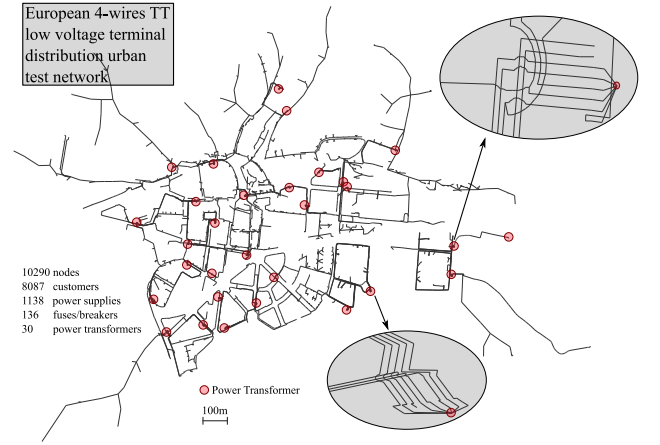 European 4-wires TT
low voltage terminal
distribution urban
test network
10290 nodes
8087 customers
1138 power supplies
136 fuses/breakers
30 power transformers
Power Transformer
100m